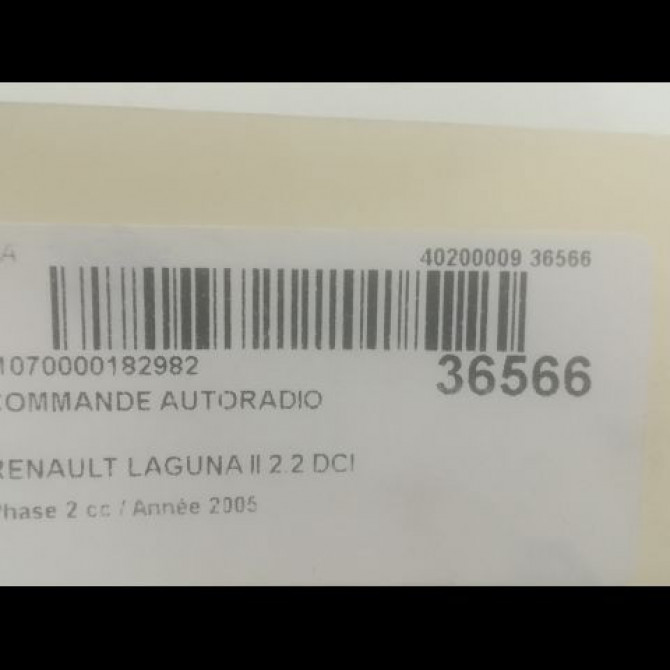 A
40200009 36566
1070000182982
36566
COMMANDE AUTORADIO
RENAULT LAGUNA II 2.2 DCI
Phase 2 cc / Année 2005